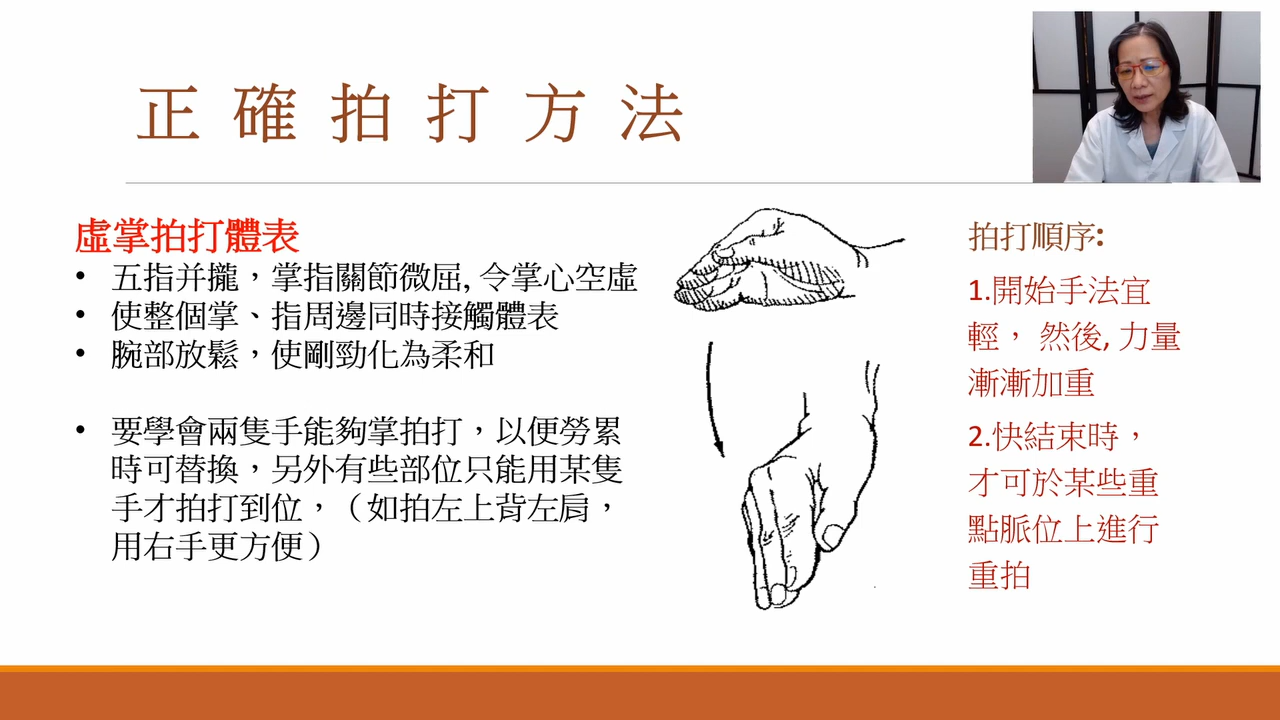 正確拍打方法
虛掌拍打體表
• 五指并攏，掌指關節微屈, 令掌心空虛
• 使整個掌、指周邊同時接觸體表
• 腕部放鬆，使剛勁化為柔和
• 要學會兩隻手能夠掌拍打，以便勞累
時可替換，另外有些部位只能用某隻
手才拍打到位，（如拍左上背左肩，
用右手更方便）
拍打順序:
1.開始手法宜
輕， 然後, 力量
漸漸加重
2.快結束時，
才可於某些重
點脈位上進行
重拍